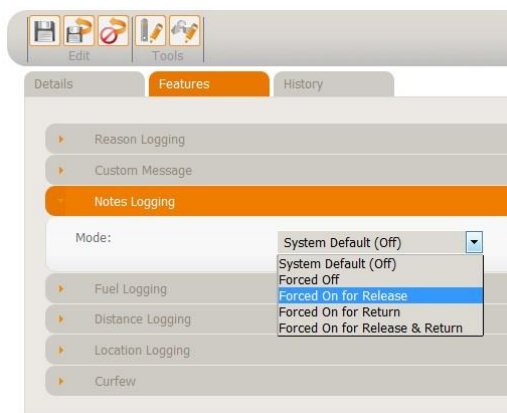 Edit Tools
Details Features History
Reason Logging
Custom Message
Notes Logging
Mode: System Default (Off)
System Default (Off)
Forced Off
Forced On for Release
Forced On for Return
Forced On for Release & Return
Fuel Logging
Distance Logging
Location Logging
Curfew